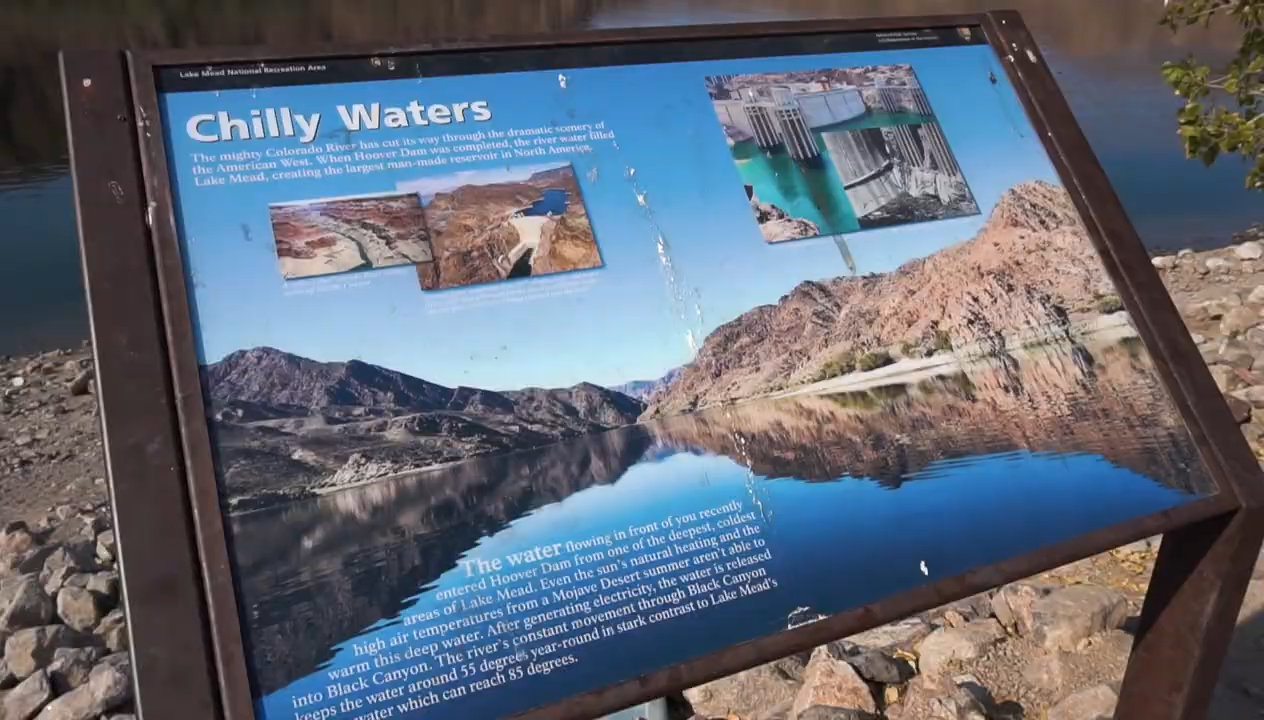 Lake Mead National Recreation Area
Chilly Waters
The mighty Colorado River has cut its way through the dramatic scenery of
the American West. When Hoover Dam was completed, the river water filled
Lake Mead, creating the largest man-made reservoir in North America.
The water flowing in front of you recently
entered Hoover Dam from one of the deepest, coldest
areas of Lake Mead. Even the sun's natural heating and the
high air temperatures from a Mojave Desert summer aren't able to
warm this deep water. After generating electricity, the water is released
into Black Canyon. The river's constant movement through Black Canyon
keeps the water around 55 degrees year-round in stark contrast to Lake Mead's
water which can reach 85 degrees.